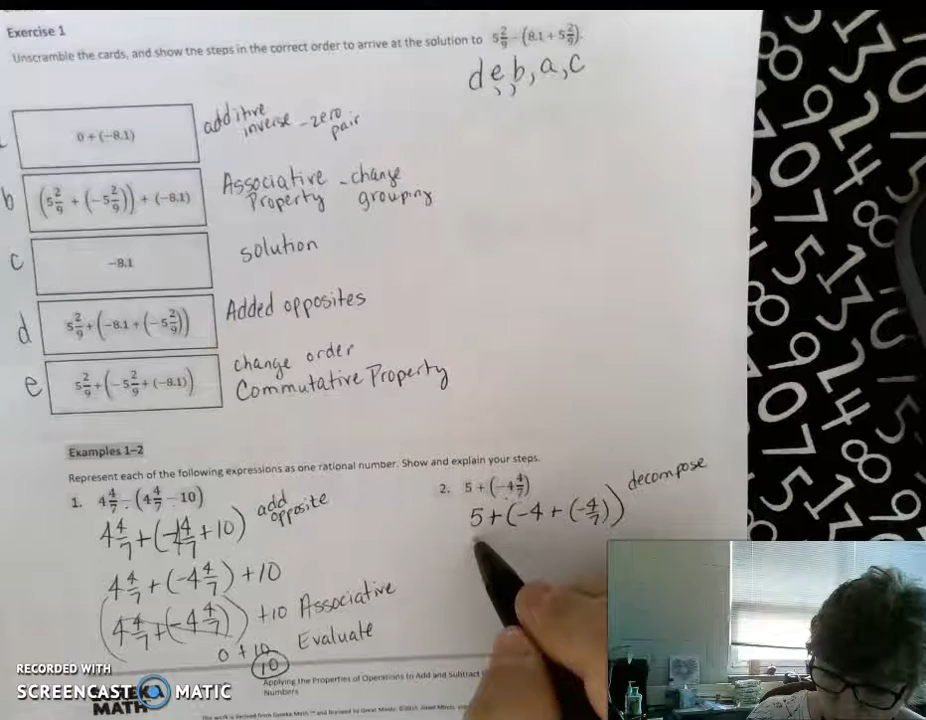 Exercise 1
Unscramble the cards, and show the steps in the correct order to arrive at the solution to 5 2/9 − (8.1 + 5 2/9).
d, e, b, a, c
0 + (−8.1)
additive inverse - zero pair
b
(5 2/9 + (−5 2/9)) + (−8.1)
Associative Property - change grouping
c
−8.1
solution
d
5 2/9 + (−8.1 + (−5 2/9))
Added opposites
e
5 2/9 + (−5 2/9 + (−8.1))
change order
Commutative Property
Examples 1–2
Represent each of the following expressions as one rational number. Show and explain your steps.
1. 4 4/7 − (4 4/7 − 10)
add opposite
4 4/7 + (−4 4/7 + 10)
4 4/7 + (−4 4/7) + 10
(4 4/7 + (−4 4/7)) + 10 Associative
0 + 10 Evaluate
10
2. 5 + (−4 4/7)
5 + (−4 + (−4/7)) decompose
Applying the Properties of Operations to Add and Subtract
Numbers
RECORDED WITH
SCREENCAST MATIC
MATH